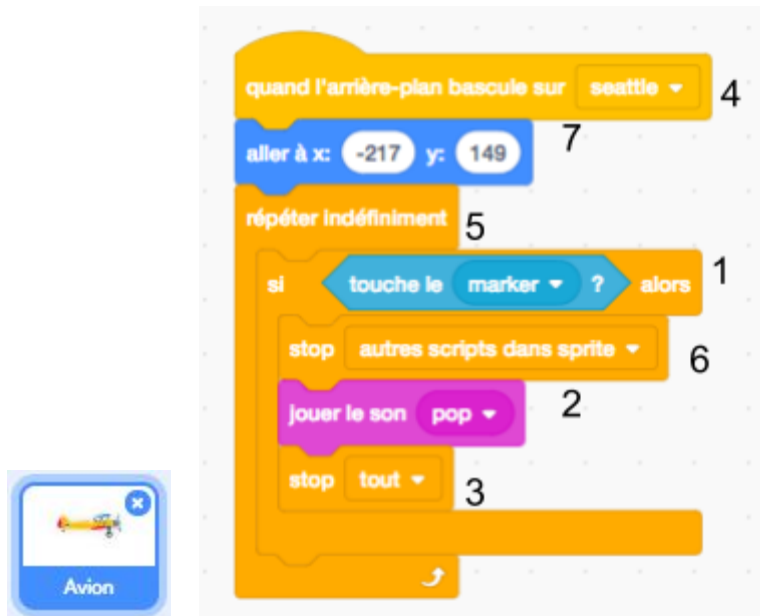 quand l'arrière-plan bascule sur seattle 4
7
aller à x: -217 y: 149
répéter indéfiniment 5
si touche le marker ? alors 1
stop autres scripts dans sprite 6
jouer le son pop 2
stop tout 3
Avion